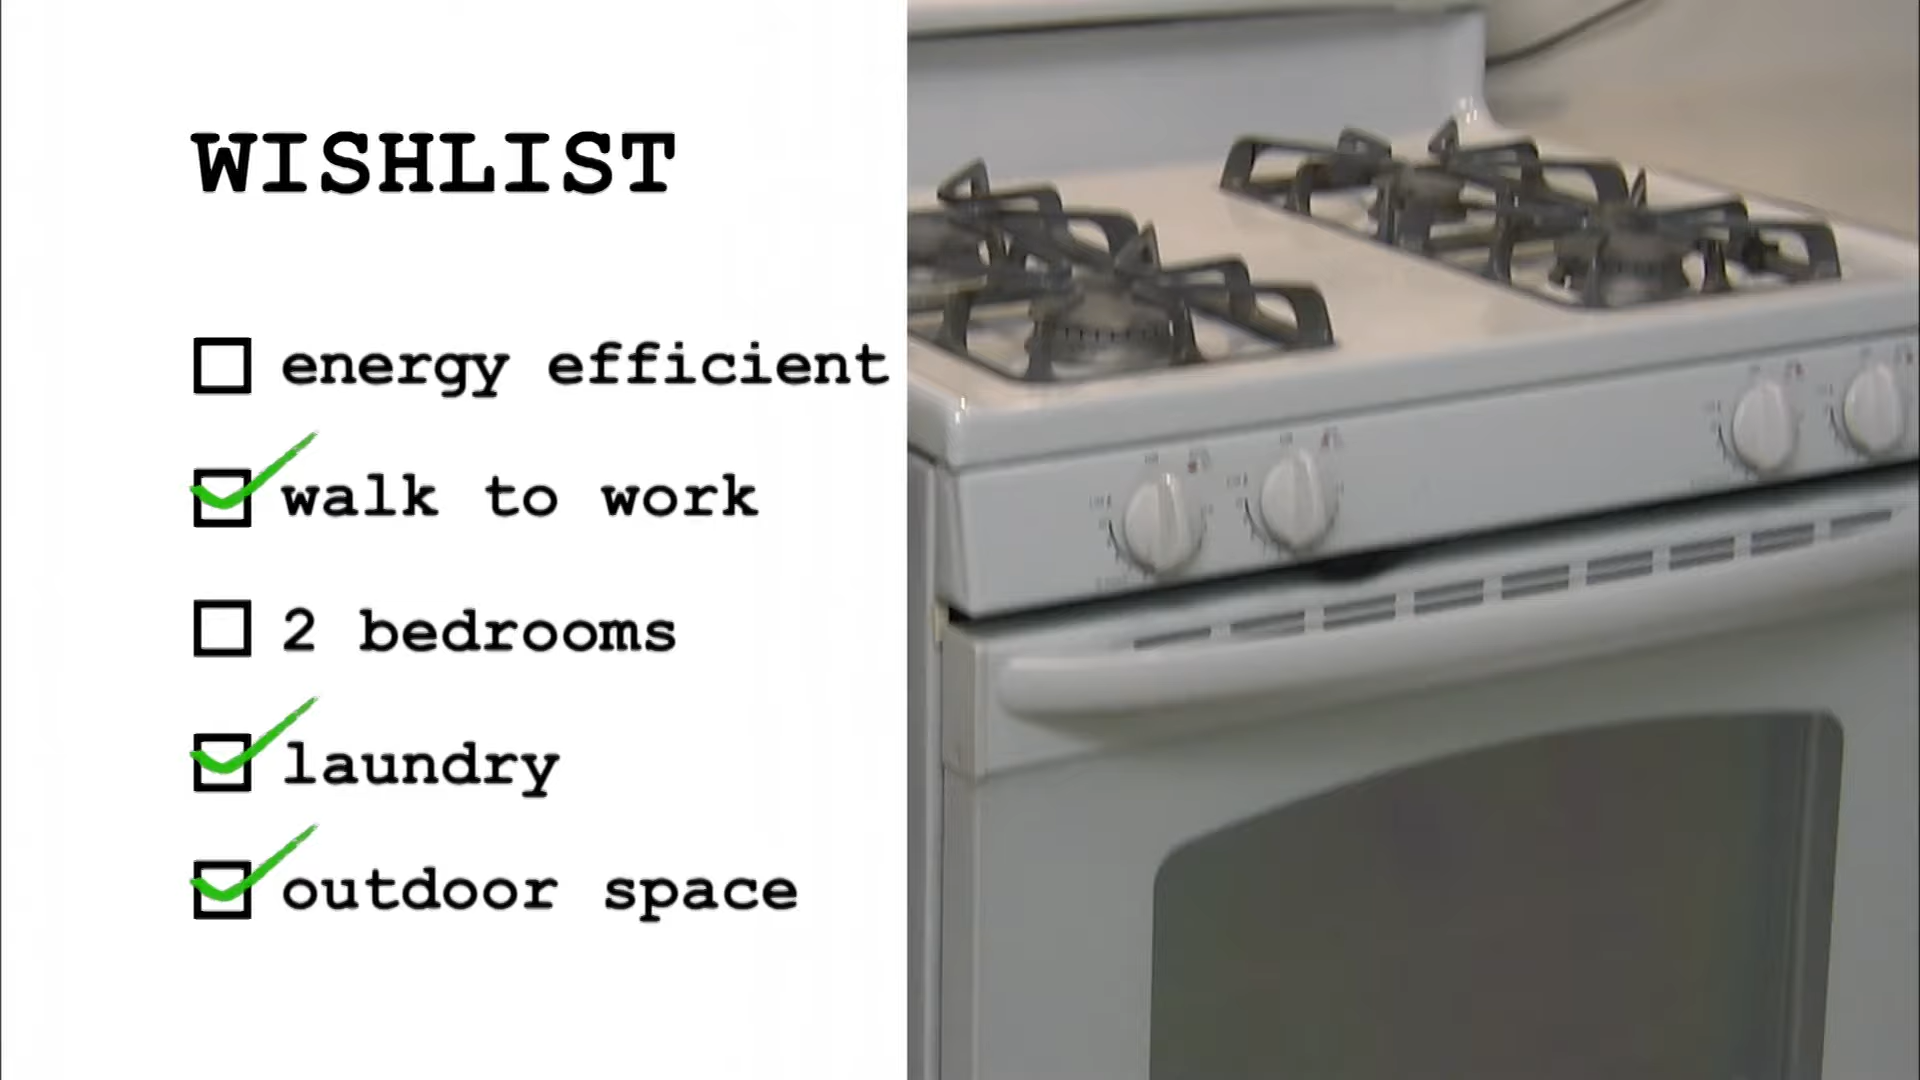 WISHLIST
energy efficient
walk to work
2 bedrooms
laundry
outdoor space